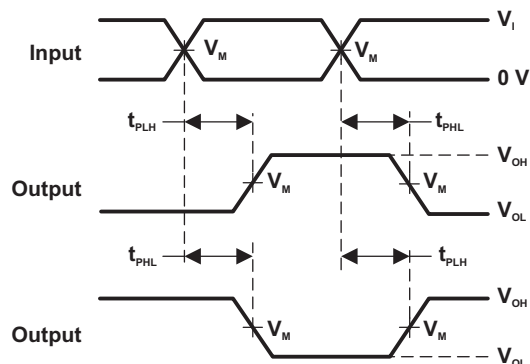 V_I
Input V_M V_M
0 V
t_PLH t_PHL
V_OH
Output V_M V_M
V_OL
t_PHL t_PLH
V_OH
V_M V_M
Output V_OL